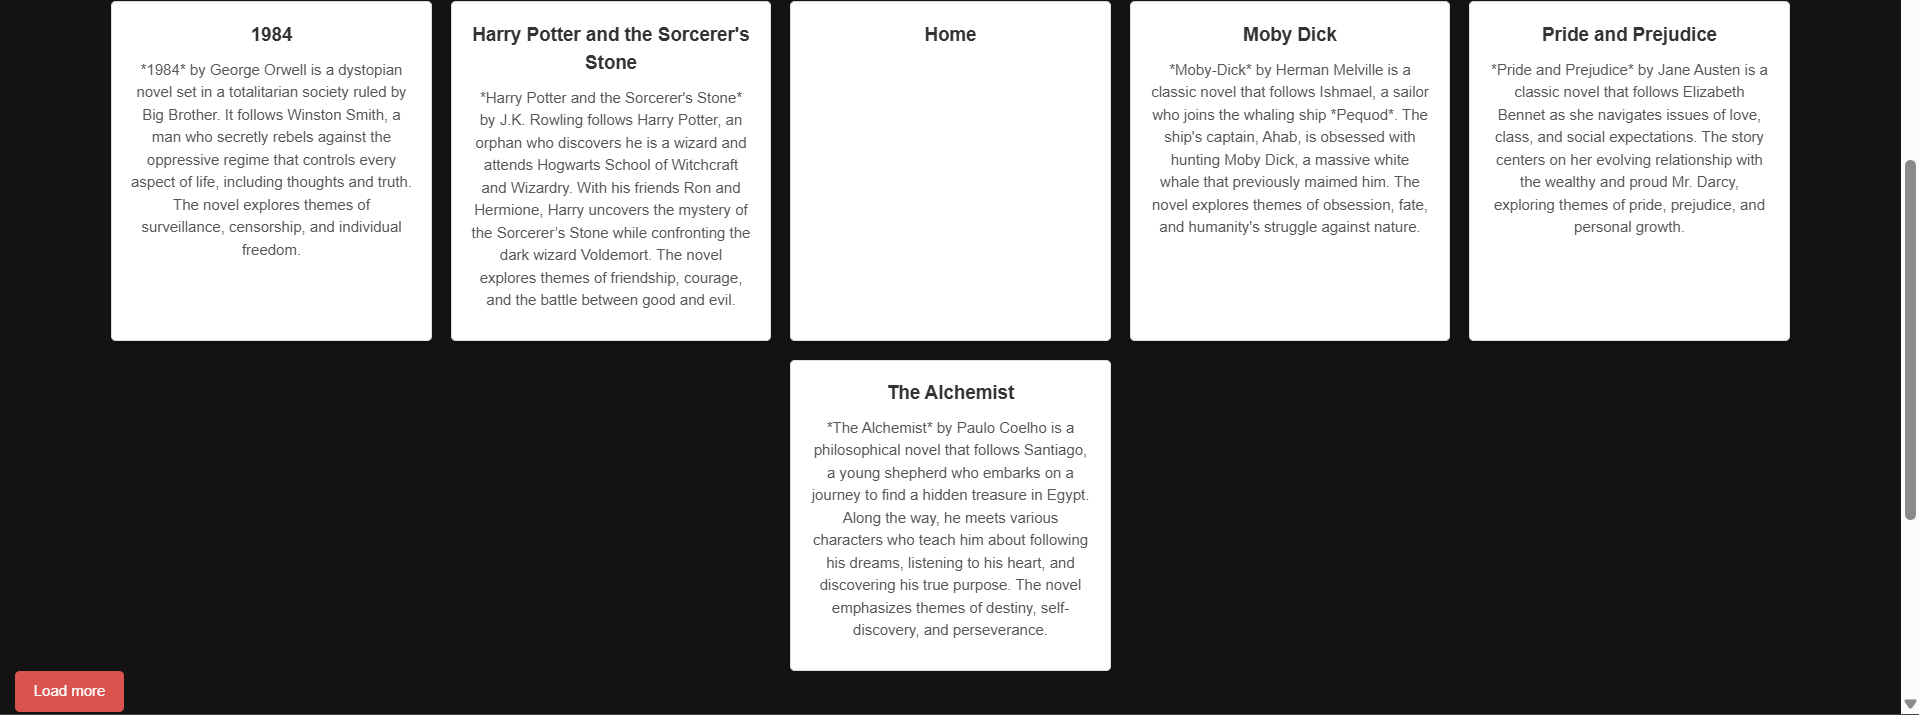 1984
*1984* by George Orwell is a dystopian
novel set in a totalitarian society ruled by
Big Brother. It follows Winston Smith, a
man who secretly rebels against the
oppressive regime that controls every
aspect of life, including thoughts and truth.
The novel explores themes of
surveillance, censorship, and individual
freedom.
Harry Potter and the Sorcerer's
Stone
*Harry Potter and the Sorcerer's Stone*
by J.K. Rowling follows Harry Potter, an
orphan who discovers he is a wizard and
attends Hogwarts School of Witchcraft
and Wizardry. With his friends Ron and
Hermione, Harry uncovers the mystery of
the Sorcerer’s Stone while confronting the
dark wizard Voldemort. The novel
explores themes of friendship, courage,
and the battle between good and evil.
Home
Moby Dick
*Moby-Dick* by Herman Melville is a
classic novel that follows Ishmael, a sailor
who joins the whaling ship *Pequod*. The
ship's captain, Ahab, is obsessed with
hunting Moby Dick, a massive white
whale that previously maimed him. The
novel explores themes of obsession, fate,
and humanity's struggle against nature.
Pride and Prejudice
*Pride and Prejudice* by Jane Austen is a
classic novel that follows Elizabeth
Bennet as she navigates issues of love,
class, and social expectations. The story
centers on her evolving relationship with
the wealthy and proud Mr. Darcy,
exploring themes of pride, prejudice, and
personal growth.
The Alchemist
*The Alchemist* by Paulo Coelho is a
philosophical novel that follows Santiago,
a young shepherd who embarks on a
journey to find a hidden treasure in Egypt.
Along the way, he meets various
characters who teach him about following
his dreams, listening to his heart, and
discovering his true purpose. The novel
emphasizes themes of destiny, self-
discovery, and perseverance.
Load more